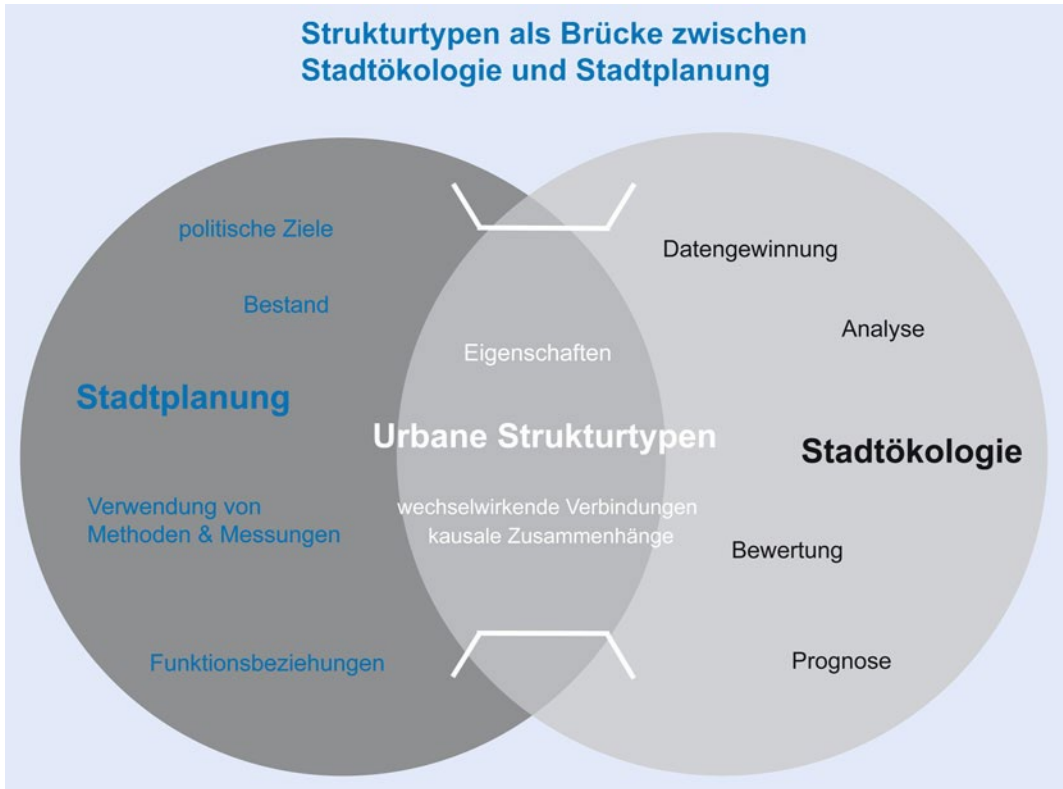 Strukturtypen als Brücke zwischen
Stadtökologie und Stadtplanung
politische Ziele
Bestand
Stadtplanung
Verwendung von
Methoden & Messungen
Funktionsbeziehungen
Eigenschaften
Urbane Strukturtypen
wechselwirkende Verbindungen
kausale Zusammenhänge
Datengewinnung
Analyse
Stadtökologie
Bewertung
Prognose